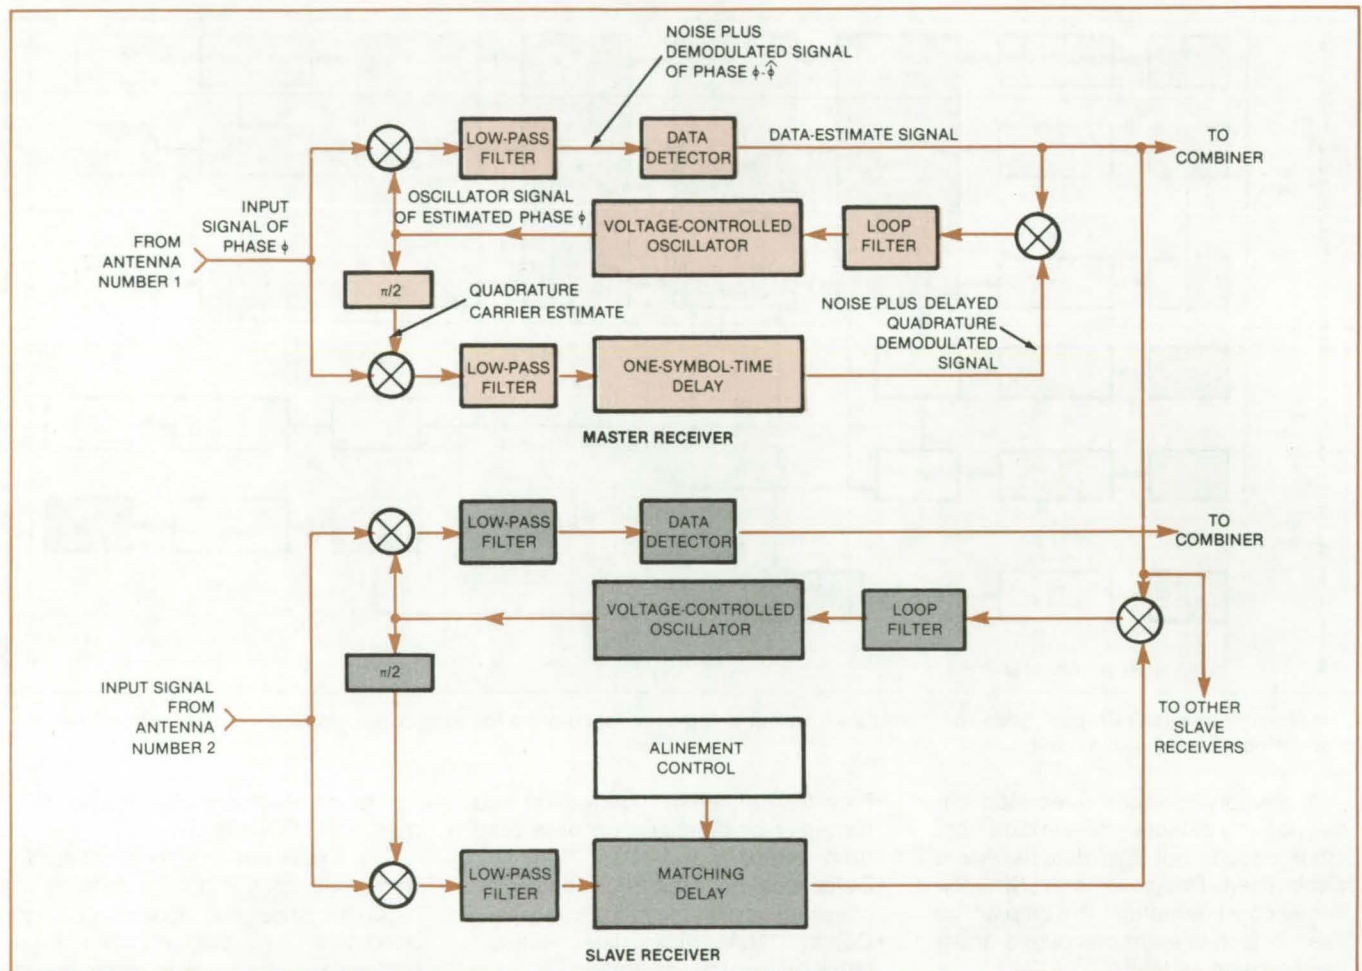 NOISE PLUS
DEMODULATED SIGNAL
OF PHASE ϕ-ϕ̂
LOW-PASS
FILTER
DATA
DETECTOR
DATA-ESTIMATE SIGNAL
TO
COMBINER
INPUT
SIGNAL OF
PHASE ϕ
FROM
ANTENNA
NUMBER 1
OSCILLATOR SIGNAL
OF ESTIMATED PHASE ϕ
VOLTAGE-CONTROLLED
OSCILLATOR
LOOP
FILTER
π/2
QUADRATURE
CARRIER ESTIMATE
NOISE PLUS DELAYED
QUADRATURE
DEMODULATED
SIGNAL
LOW-PASS
FILTER
ONE-SYMBOL-TIME
DELAY
MASTER RECEIVER
LOW-PASS
FILTER
DATA
DETECTOR
TO
COMBINER
VOLTAGE-CONTROLLED
OSCILLATOR
LOOP
FILTER
π/2
INPUT SIGNAL
FROM
ANTENNA
NUMBER 2
TO OTHER
SLAVE
RECEIVERS
ALINEMENT
CONTROL
LOW-PASS
FILTER
MATCHING
DELAY
SLAVE RECEIVER